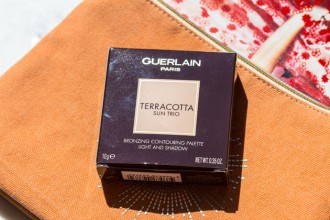 GUERLAIN
PARIS
TERRACOTTA
SUN TRIO
BRONZING CONTOURING PALETTE
LIGHT AND SHADOW
10g
NET WT. 0.35 OZ.